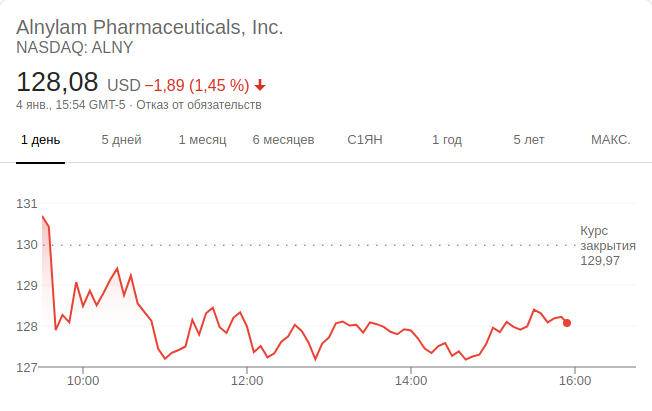 Alnylam Pharmaceuticals, Inc.
NASDAQ: ALNY
128,08 USD −1,89 (1,45 %)
4 янв., 15:54 GMT-5 · Отказ от обязательств
1 день 5 дней 1 месяц 6 месяцев С1ЯН 1 год 5 лет МАКС.
131
Курс
130 закрытия
129,97
129
128
127
10:00 12:00 14:00 16:00